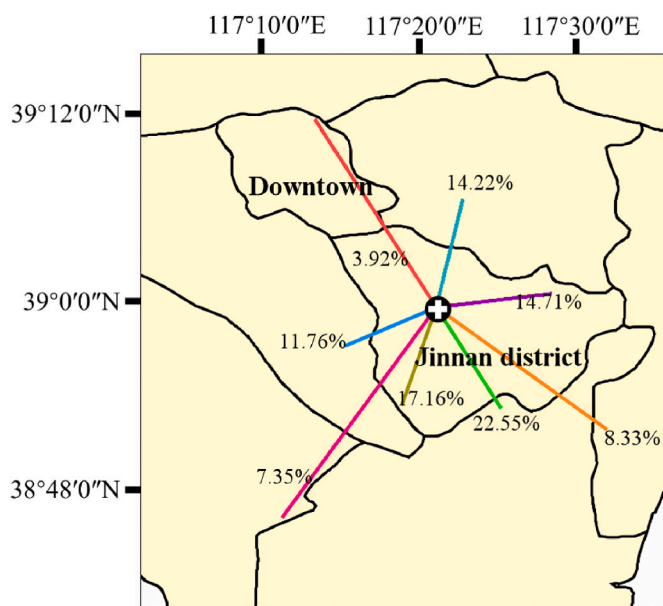 117°10′0″E 117°20′0″E 117°30′0″E
39°12′0″N
Downtown
14.22%
3.92%
39°0′0″N
14.71%
11.76%
Jinnan district
17.16%
22.55%
8.33%
7.35%
38°48′0″N